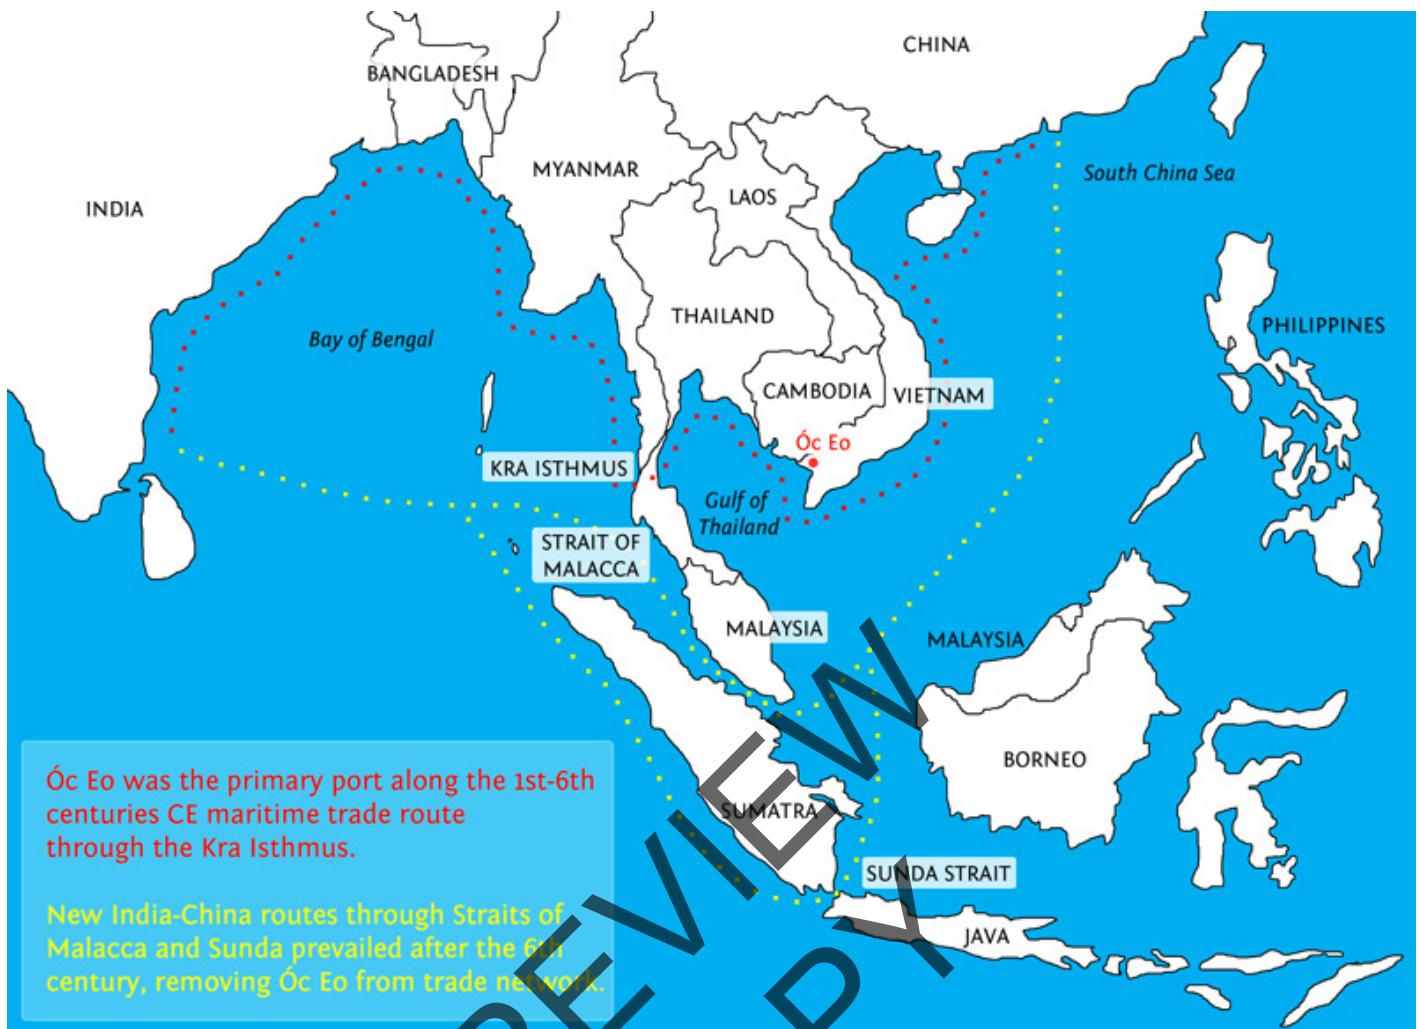 CHINA
BANGLADESH
MYANMAR
South China Sea
LAOS
INDIA
THAILAND
PHILIPPINES
Bay of Bengal
CAMBODIA
VIETNAM
Óc Eo
KRA ISTHMUS
Gulf of
Thailand
STRAIT OF
MALACCA
MALAYSIA
MALAYSIA
BORNEO
SUMATRA
SUNDA STRAIT
JAVA
Óc Eo was the primary port along the 1st-6th
centuries CE maritime trade route
through the Kra Isthmus.
New India-China routes through Straits of
Malacca and Sunda prevailed after the 6th
century, removing Óc Eo from trade network.